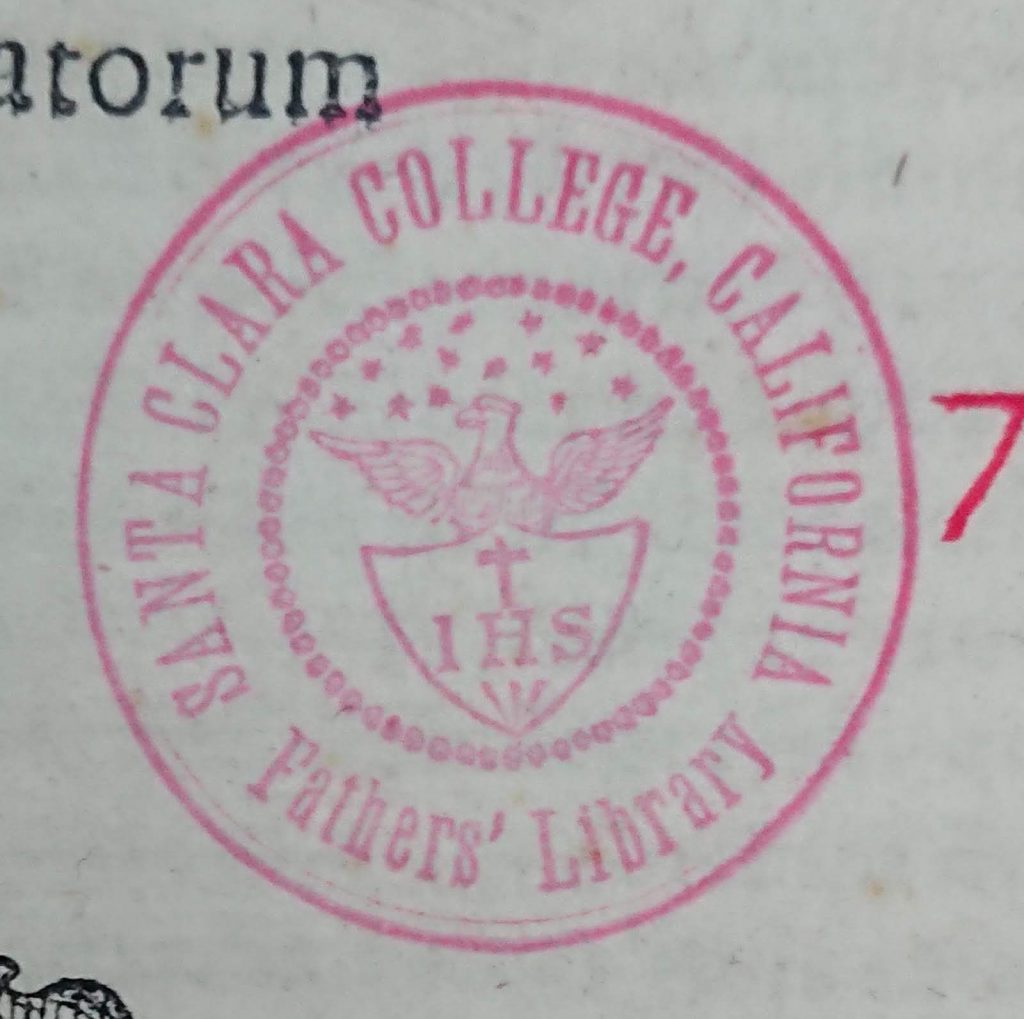 atorum
SANTA CLARA COLLEGE, CALIFORNIA
7
IHS
Fathers' Library